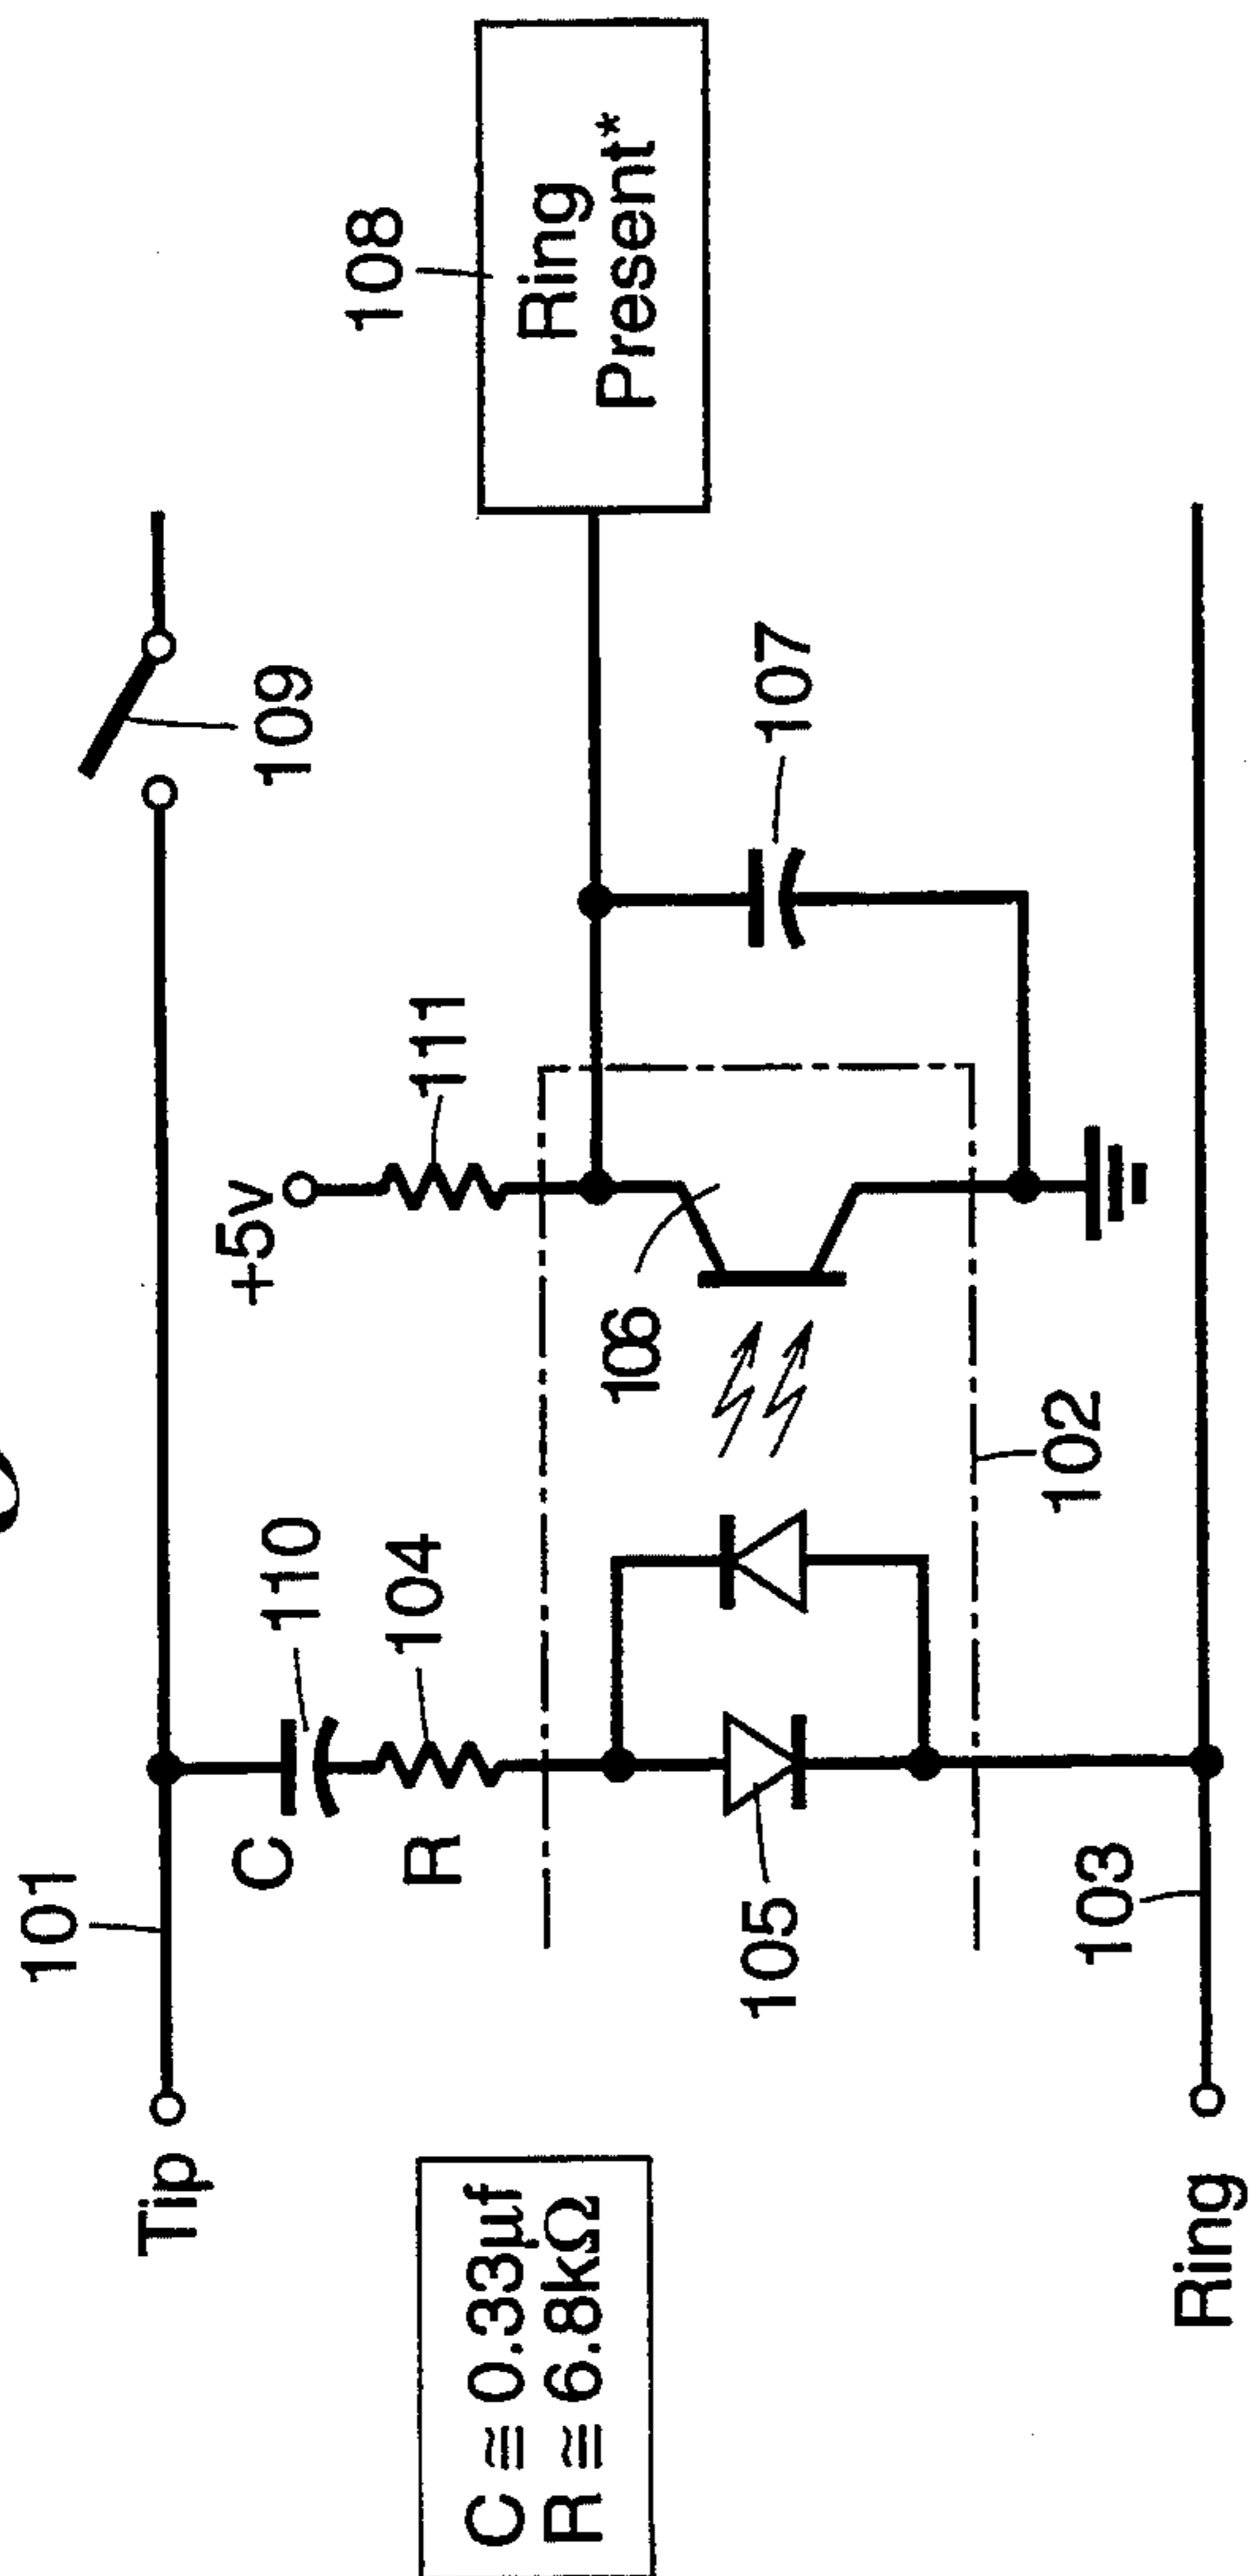 101
Tip
C
110
R
104
+5v
111
109
108
Ring
Present*
C ≅ 0.33µf
R ≅ 6.8kΩ
105
106
107
102
103
Ring